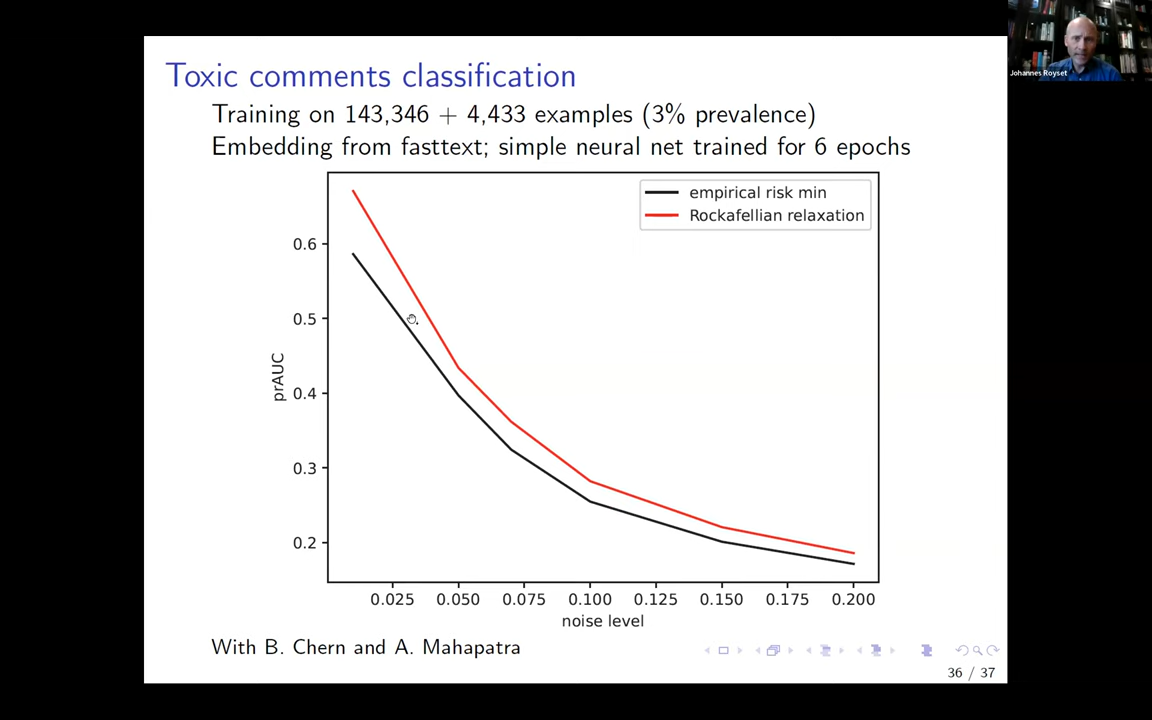 Johannes Royset
Toxic comments classification
Training on 143,346 + 4,433 examples (3% prevalence)
Embedding from fasttext; simple neural net trained for 6 epochs
empirical risk min
Rockafellian relaxation
0.6
0.5
0.4
0.3
0.2
prAUC
0.025 0.050 0.075 0.100 0.125 0.150 0.175 0.200
noise level
With B. Chern and A. Mahapatra
36 / 37